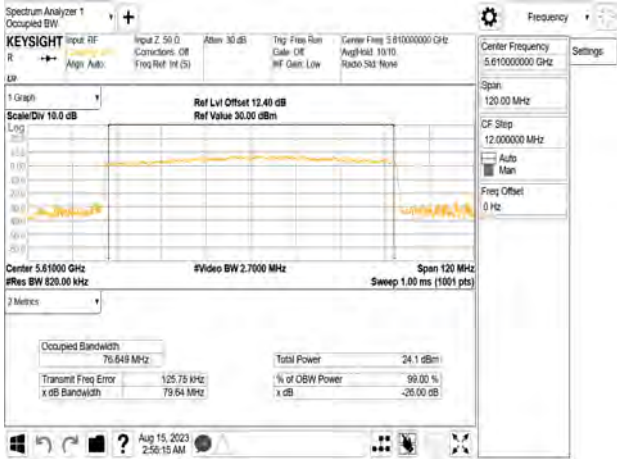 Spectrum Analyzer 1
Occupied BW
+
Frequency
KEYSIGHT Input: RF Input Z: 50 Ω Atten: 30 dB Trig: Free Run Center Freq: 5.610000000 GHz
R Corrections: Off Gate: Off Avg|Hold: 10/10
Align: Auto Freq Ref: Int (S) #IF Gain: Low Radio Std: None
Center Frequency
5.610000000 GHz
Settings
Span
120.00 MHz
CF Step
12.000000 MHz
Auto
Man
Freq Offset
0 Hz
1 Graph
Scale/Div 10.0 dB
Ref Lvl Offset 12.40 dB
Ref Value 30.00 dBm
Log
Center 5.61000 GHz #Video BW 2.7000 MHz Span 120 MHz
#Res BW 820.00 kHz Sweep 1.00 ms (1001 pts)
2 Metrics
Occupied Bandwidth
76.649 MHz
Total Power 24.1 dBm
Transmit Freq Error 125.75 kHz % of OBW Power 99.00 %
x dB Bandwidth 79.64 MHz x dB -26.00 dB
?
Aug 15, 2023
2:56:15 AM